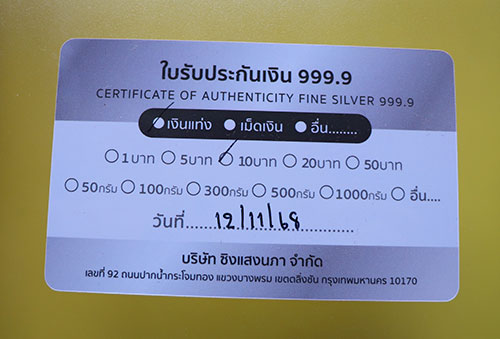 ใบรับประกันเงิน 999.9
CERTIFICATE OF AUTHENTICITY FINE SILVER 999.9
เงินแท่ง เม็ดเงิน อื่น........
1บาท 5บาท 10บาท 20บาท 50บาท
50กรัม 100กรัม 300กรัม 500กรัม 1000กรัม อื่น....
วันที่.......12/11/68.......
บริษัท ชิงแสงนภา จำกัด
เลขที่ 92 ถนนปากน้ำกระโจมทอง แขวงบางพรม เขตตลิ่งชัน กรุงเทพมหานคร 10170